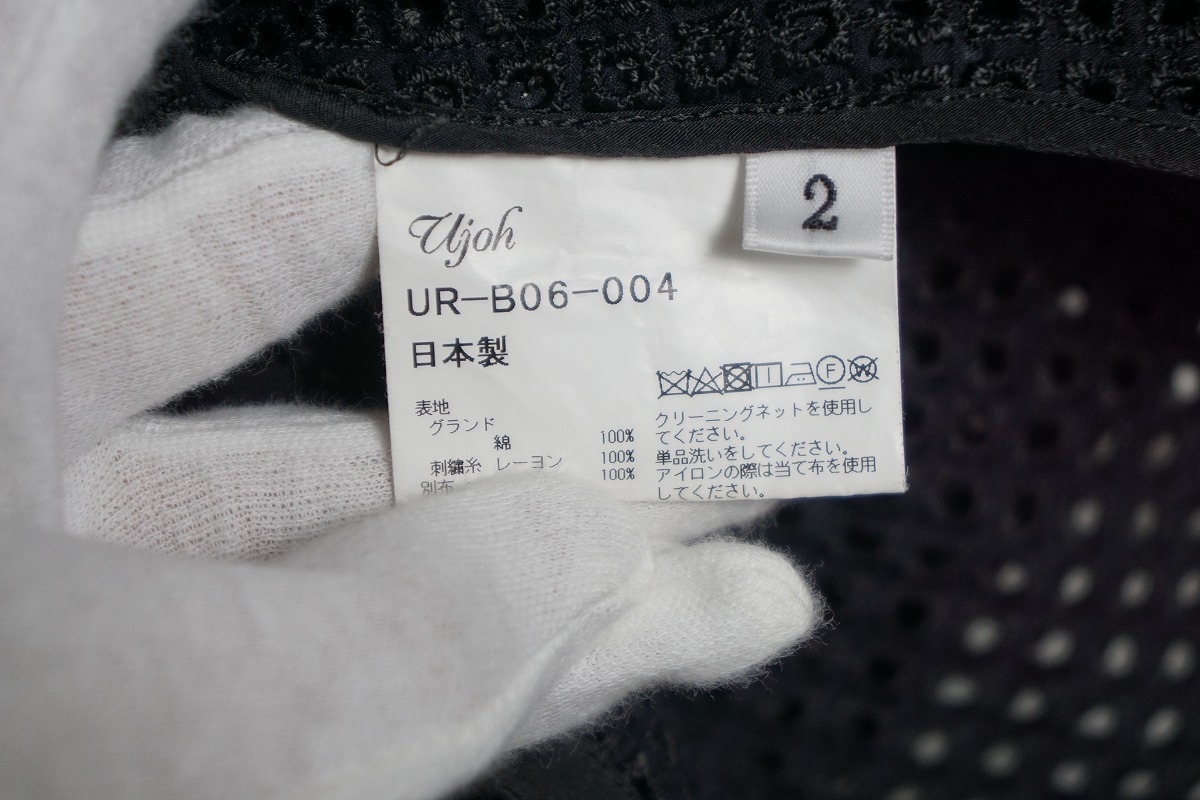 2
Ujoh
UR-B06-004
日本製
表地
グランド
綿 100%
刺繍糸 レーヨン 100%
別布 100%
クリーニングネットを使用し
てください。
単品洗いをしてください。
アイロンの際は当て布を使用
してください。